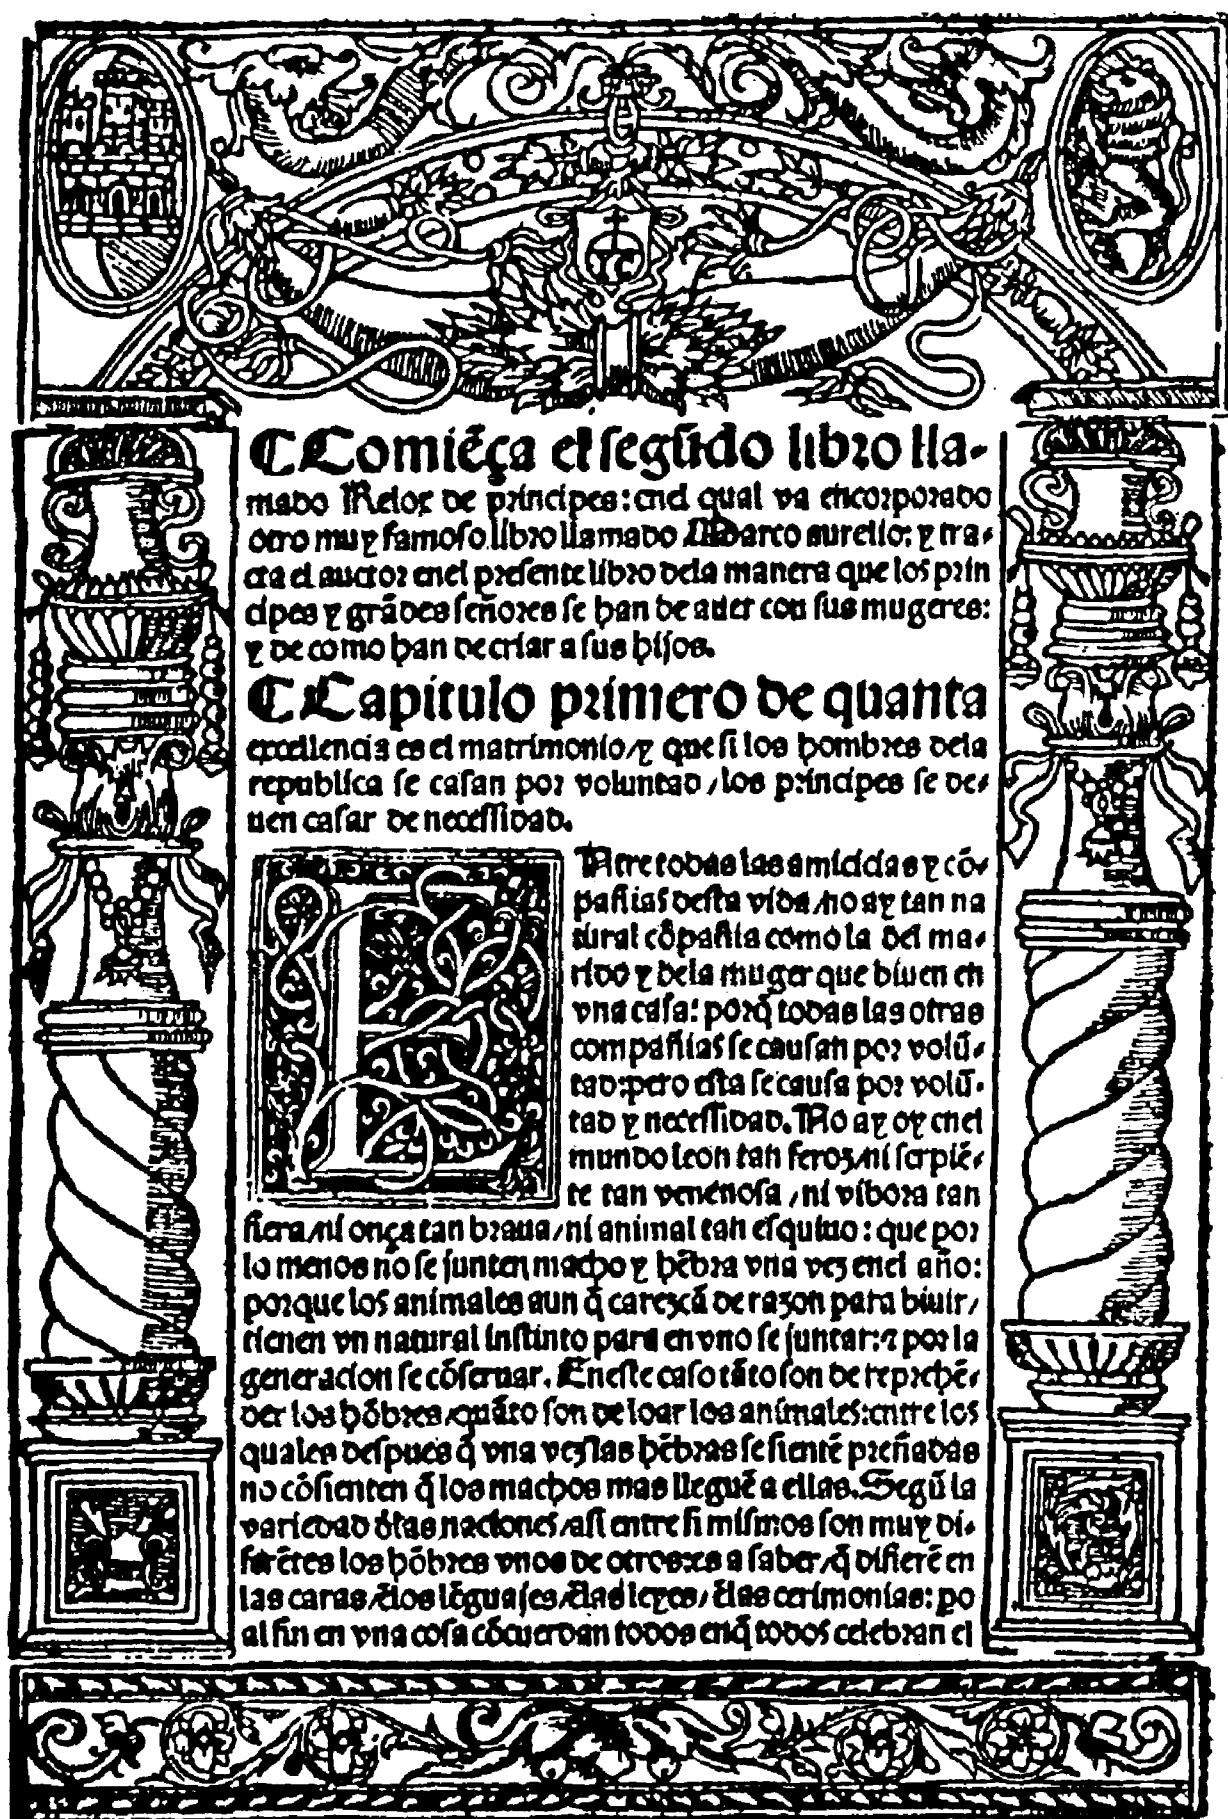 ¶ Comiẽça el segũdo libro lla-
mado Relox de principes: enel qual va encorporado
otro muy famoso libro llamado Marco aurelio: y tra-
cta el auctor enel presente libro dela manera que los prin
cipes y grãdes señores se han de auer con sus mugeres:
y de como han de criar a sus hijos.
¶ Capitulo primero de quanta
excellencia es el matrimonio/ y que si los hombres dela
republica se casan por voluntad/ los principes se de-
uen casar de necessidad.
ENtre todas las amicicias y cõ-
pañias desta vida/ no ay tan na
tural cõpañia como la del ma-
rido y dela muger que biuen en
vna casa: porq̃ todas las otras
compañias se causan por volũ-
tad: pero esta se causa por volũ-
tad y necessidad. No ay oy enel
mundo leon tan feroz/ ni serpiẽ-
te tan venenosa/ ni vibora tan
fiera/ ni onça tan braua/ ni animal tan esquiuo: que por
lo menos no se junten macho y hẽbra vna vez enel año:
porque los animales aun q̃ carezcã de razon para biuir/
tienen vn natural instinto para en vno se juntar: ⁊ por la
generacion se cõseruar. Eneste caso tãto son de reprehẽ-
der los hõbres/ quãto son de loar los animales: entre los
quales despues q̃ vna vez las hẽbras se sientẽ preñadas
no cõsienten q̃ los machos mas lleguẽ a ellas. Segũ la
variedad d̃las naciones/ asi entre si mismos son muy di-
ferẽtes los hõbres vnos de otros: es a saber/ q̃ difierẽ en
las caras/ ẽlos lẽguajes/ ẽlas leyes/ ẽlas cerimonias: po
al fin en vna cosa cõcuerdan todos enq̃ todos celebran el